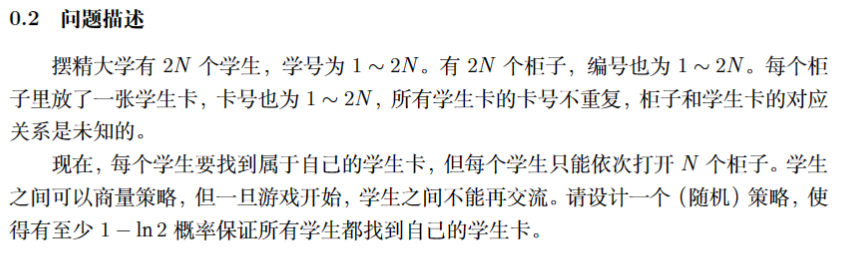 0.2 问题描述
摆精大学有 2N 个学生，学号为 1 ∼ 2N。有 2N 个柜子，编号也为 1 ∼ 2N。每个柜
子里放了一张学生卡，卡号也为 1 ∼ 2N，所有学生卡的卡号不重复，柜子和学生卡的对应
关系是未知的。
现在，每个学生要找到属于自己的学生卡，但每个学生只能依次打开 N 个柜子。学生
之间可以商量策略，但一旦游戏开始，学生之间不能再交流。请设计一个（随机）策略，使
得有至少 1 − ln 2 概率保证所有学生都找到自己的学生卡。